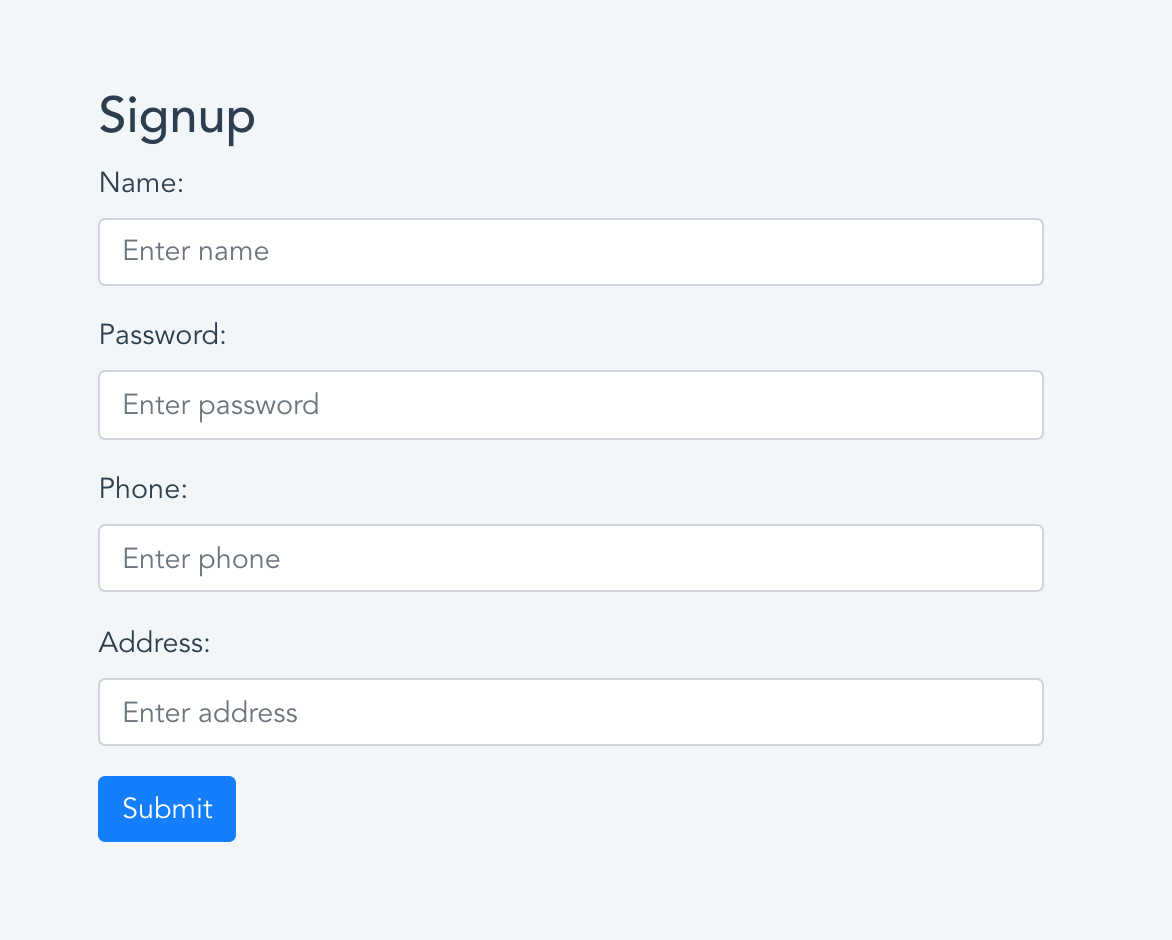 Signup
Name:
Enter name
Password:
Enter password
Phone:
Enter phone
Address:
Enter address
Submit